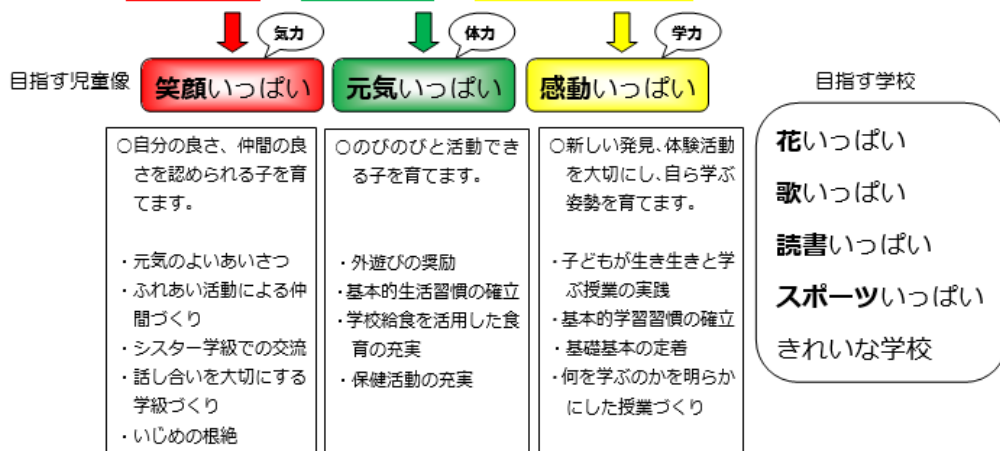 気力
体力
学力
目指す児童像
笑顔いっぱい
元気いっぱい
感動いっぱい
○自分の良さ、仲間の良
さを認められる子を育
てます。
・元気のよいあいさつ
・ふれあい活動による仲
間づくり
・シスター学級での交流
・話し合いを大切にする
学級づくり
・いじめの根絶
○のびのびと活動でき
る子を育てます。
・外遊びの奨励
・基本的生活習慣の確立
・学校給食を活用した食
育の充実
・保健活動の充実
○新しい発見、体験活動
を大切にし、自ら学ぶ
姿勢を育てます。
・子どもが生き生きと学
ぶ授業の実践
・基本的学習習慣の確立
・基礎基本の定着
・何を学ぶのかを明らか
にした授業づくり
目指す学校
花いっぱい
歌いっぱい
読書いっぱい
スポーツいっぱい
きれいな学校